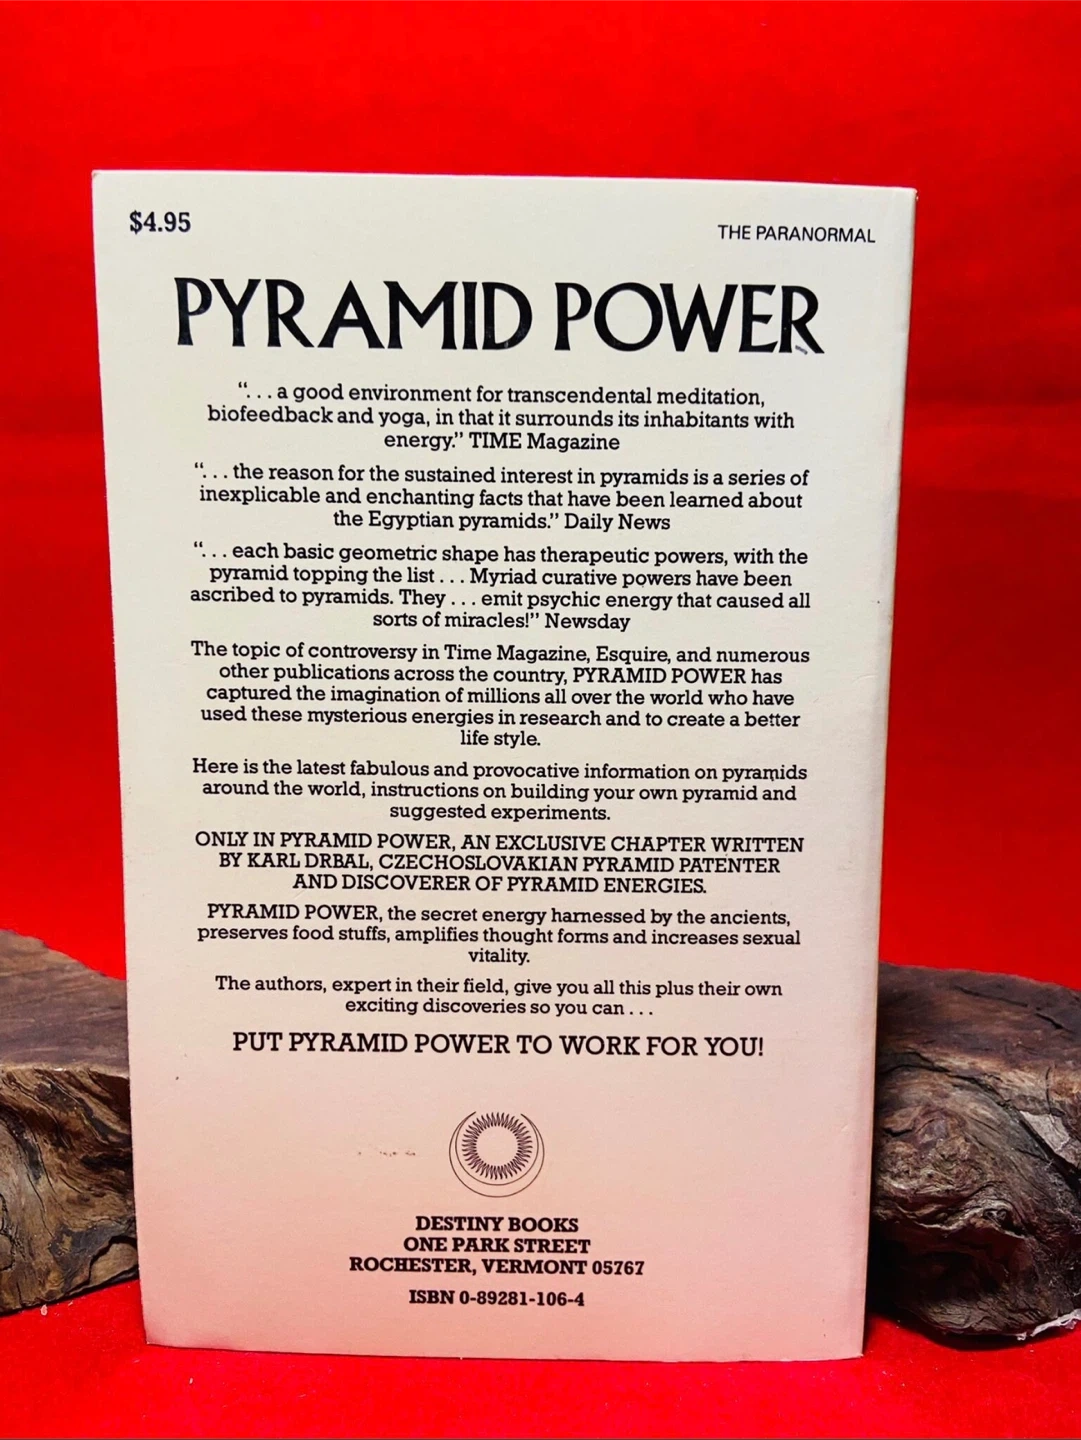 $4.95
THE PARANORMAL
PYRAMID POWER
“. . . a good environment for transcendental meditation,
biofeedback and yoga, in that it surrounds its inhabitants with
energy.” TIME Magazine
“. . . the reason for the sustained interest in pyramids is a series of
inexplicable and enchanting facts that have been learned about
the Egyptian pyramids.” Daily News
“. . . each basic geometric shape has therapeutic powers, with the
pyramid topping the list . . . Myriad curative powers have been
ascribed to pyramids. They . . . emit psychic energy that caused all
sorts of miracles!” Newsday
The topic of controversy in Time Magazine, Esquire, and numerous
other publications across the country, PYRAMID POWER has
captured the imagination of millions all over the world who have
used these mysterious energies in research and to create a better
life style.
Here is the latest fabulous and provocative information on pyramids
around the world, instructions on building your own pyramid and
suggested experiments.
ONLY IN PYRAMID POWER, AN EXCLUSIVE CHAPTER WRITTEN
BY KARL DRBAL, CZECHOSLOVAKIAN PYRAMID PATENTER
AND DISCOVERER OF PYRAMID ENERGIES.
PYRAMID POWER, the secret energy harnessed by the ancients,
preserves food stuffs, amplifies thought forms and increases sexual
vitality.
The authors, expert in their field, give you all this plus their own
exciting discoveries so you can . . .
PUT PYRAMID POWER TO WORK FOR YOU!
DESTINY BOOKS
ONE PARK STREET
ROCHESTER, VERMONT 05767
ISBN 0-89281-106-4